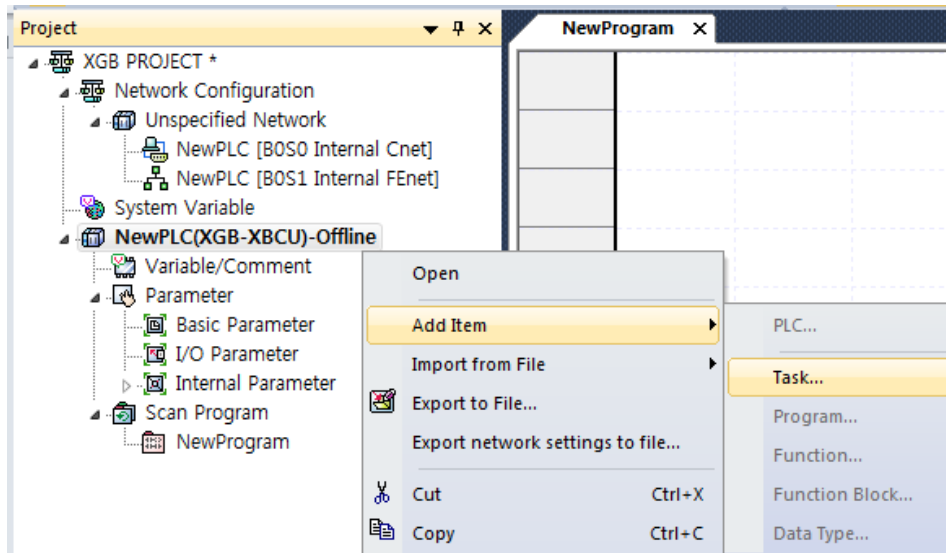 Project
NewProgram
XGB PROJECT *
Network Configuration
Unspecified Network
NewPLC [B0S0 Internal Cnet]
NewPLC [B0S1 Internal FEnet]
System Variable
NewPLC(XGB-XBCU)-Offline
Variable/Comment
Parameter
Basic Parameter
I/O Parameter
Internal Parameter
Scan Program
NewProgram
Open
Add Item
Import from File
Export to File...
Export network settings to file...
Cut Ctrl+X
Copy Ctrl+C
PLC...
Task...
Program...
Function...
Function Block...
Data Type...